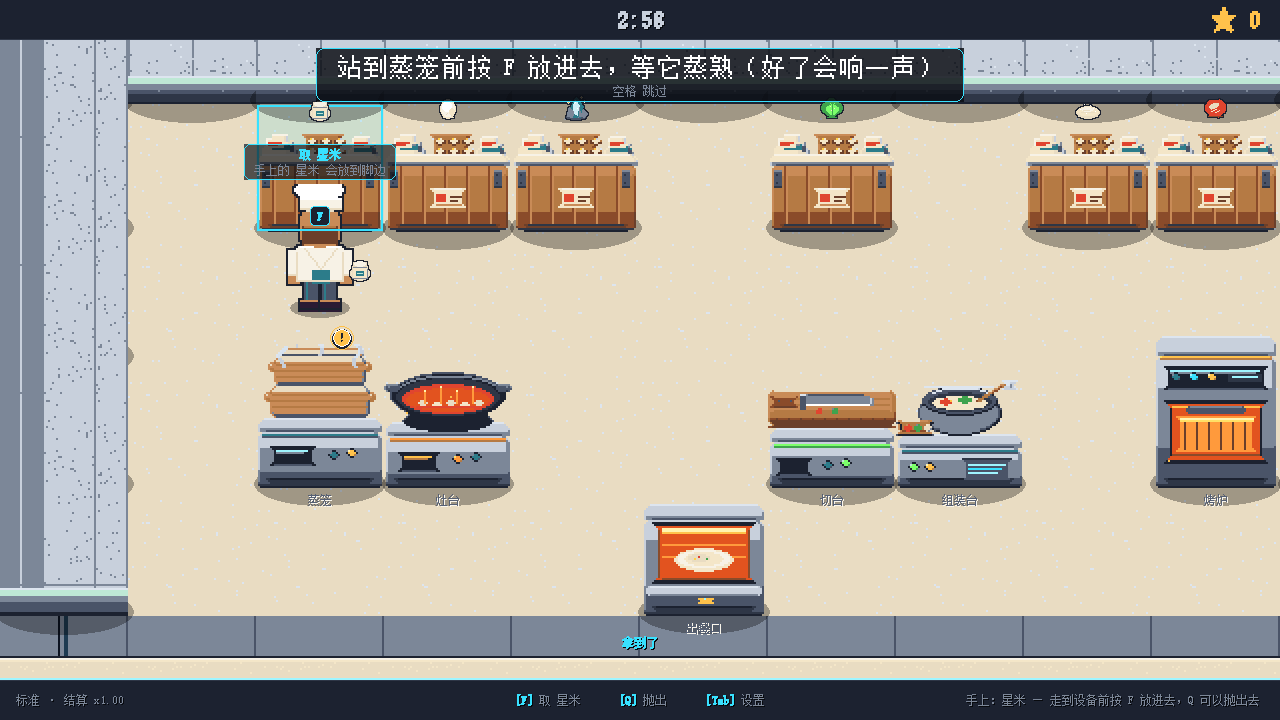 2:56
0
站到蒸笼前按 F 放进去，等它蒸熟（好了会响一声）
空格 跳过
取 星米
手上的 星米 会放到脚边
F
蒸笼
灶台
切台
组装台
烤炉
出餐口
拿到了
标准 · 结算 x1.00
[F] 取 星米
[Q] 抛出
[Tab] 设置
手上: 星米 — 走到设备前按 F 放进去，Q 可以抛出去